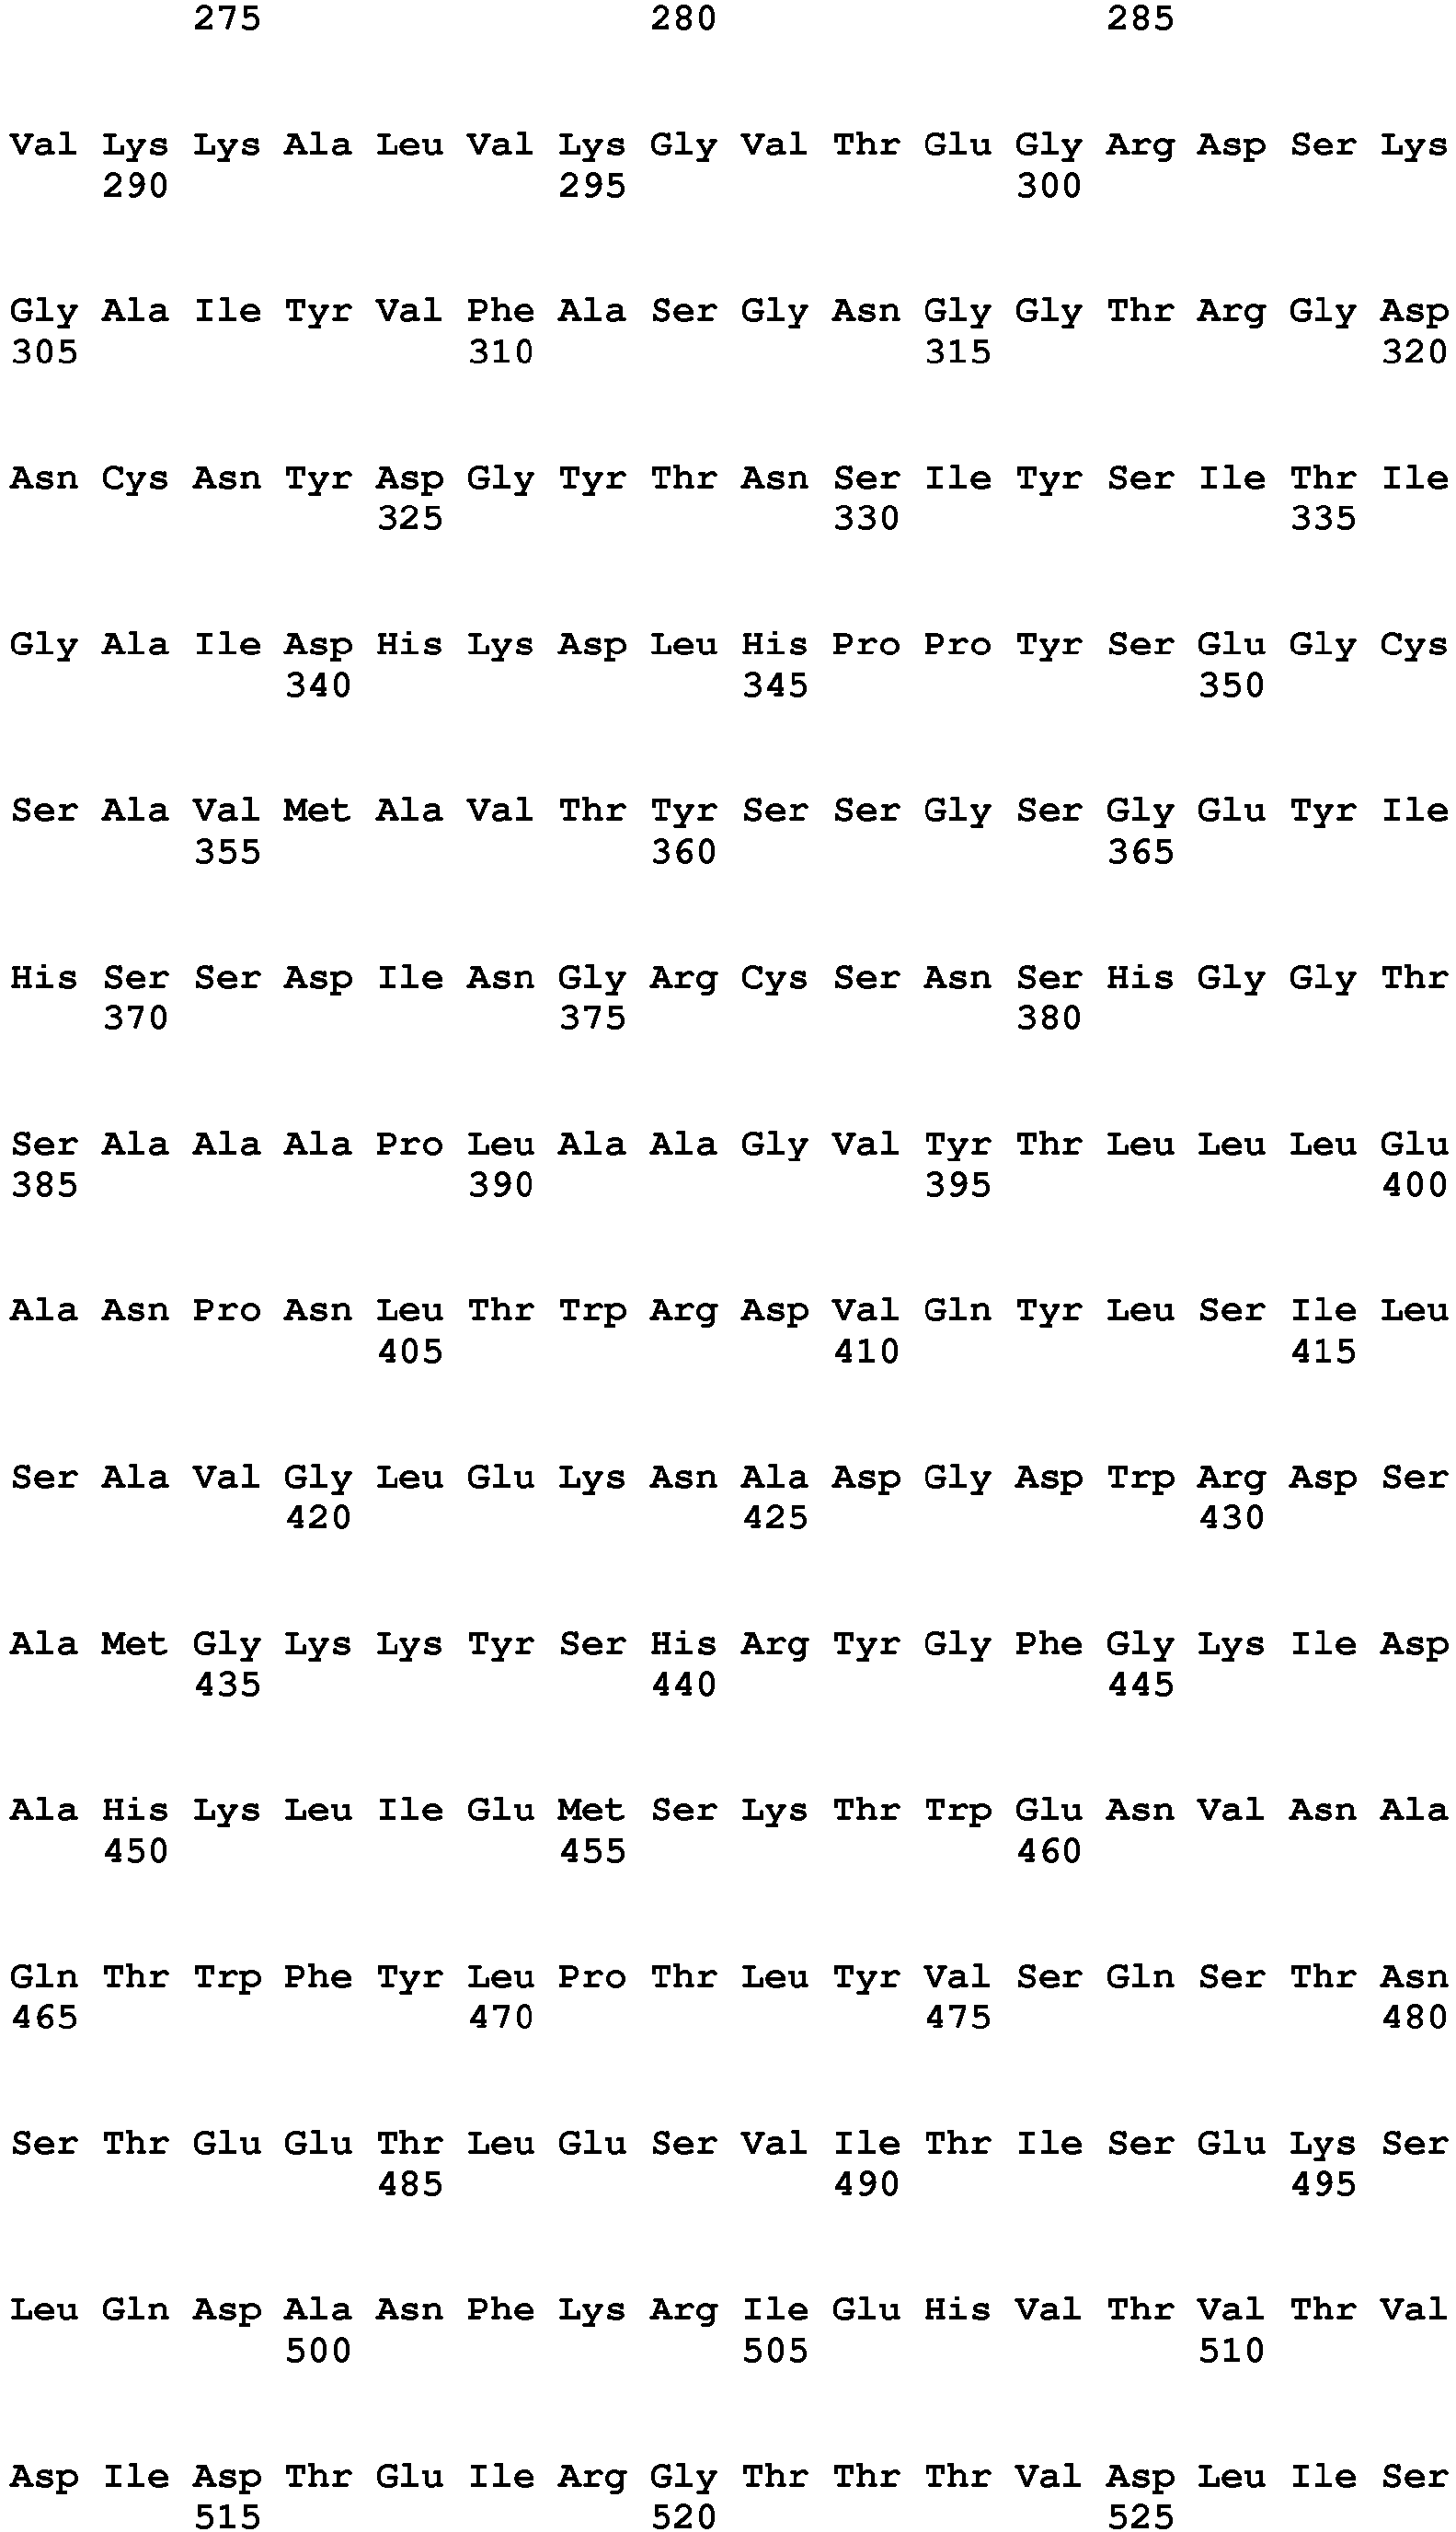 275 280 285
Val Lys Lys Ala Leu Val Lys Gly Val Thr Glu Gly Arg Asp Ser Lys
290 295 300
Gly Ala Ile Tyr Val Phe Ala Ser Gly Asn Gly Gly Thr Arg Gly Asp
305 310 315 320
Asn Cys Asn Tyr Asp Gly Tyr Thr Asn Ser Ile Tyr Ser Ile Thr Ile
325 330 335
Gly Ala Ile Asp His Lys Asp Leu His Pro Pro Tyr Ser Glu Gly Cys
340 345 350
Ser Ala Val Met Ala Val Thr Tyr Ser Ser Gly Ser Gly Glu Tyr Ile
355 360 365
His Ser Ser Asp Ile Asn Gly Arg Cys Ser Asn Ser His Gly Gly Thr
370 375 380
Ser Ala Ala Ala Pro Leu Ala Ala Gly Val Tyr Thr Leu Leu Leu Glu
385 390 395 400
Ala Asn Pro Asn Leu Thr Trp Arg Asp Val Gln Tyr Leu Ser Ile Leu
405 410 415
Ser Ala Val Gly Leu Glu Lys Asn Ala Asp Gly Asp Trp Arg Asp Ser
420 425 430
Ala Met Gly Lys Lys Tyr Ser His Arg Tyr Gly Phe Gly Lys Ile Asp
435 440 445
Ala His Lys Leu Ile Glu Met Ser Lys Thr Trp Glu Asn Val Asn Ala
450 455 460
Gln Thr Trp Phe Tyr Leu Pro Thr Leu Tyr Val Ser Gln Ser Thr Asn
465 470 475 480
Ser Thr Glu Glu Thr Leu Glu Ser Val Ile Thr Ile Ser Glu Lys Ser
485 490 495
Leu Gln Asp Ala Asn Phe Lys Arg Ile Glu His Val Thr Val Thr Val
500 505 510
Asp Ile Asp Thr Glu Ile Arg Gly Thr Thr Thr Val Asp Leu Ile Ser
515 520 525